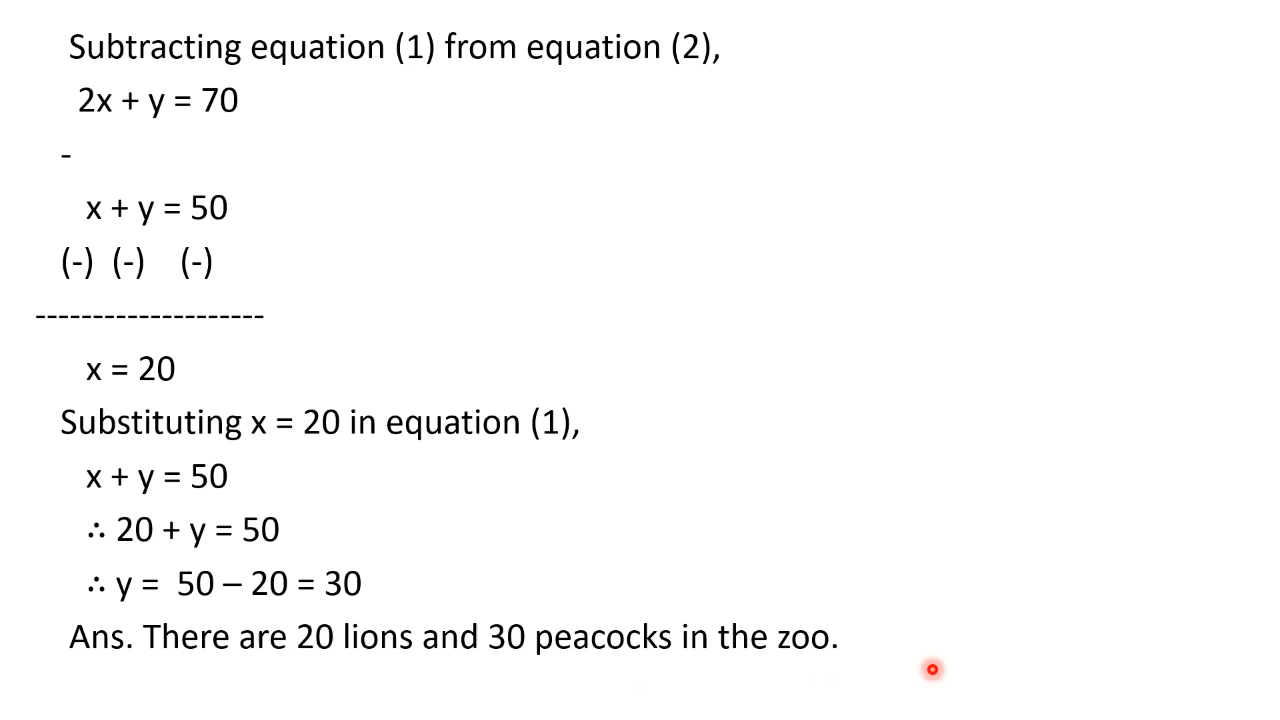 Subtracting equation (1) from equation (2),
2x + y = 70
-
x + y = 50
(-) (-) (-)
--------------------
x = 20
Substituting x = 20 in equation (1),
x + y = 50
∴ 20 + y = 50
∴ y = 50 – 20 = 30
Ans. There are 20 lions and 30 peacocks in the zoo.